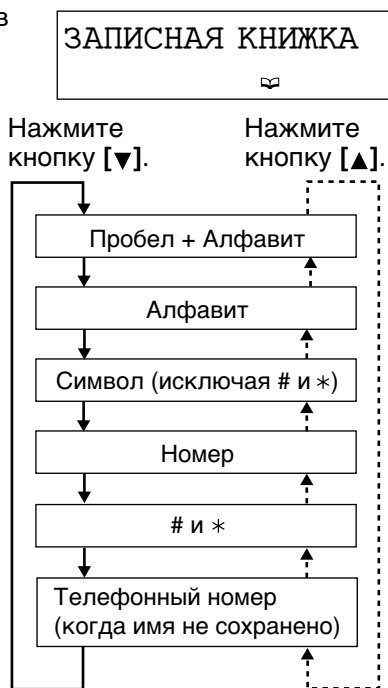 в
ЗАПИСНАЯ КНИЖКА
Нажмите
кнопку [▼].
Нажмите
кнопку [▲].
Пробел + Алфавит
Алфавит
Символ (исключая # и ∗)
Номер
# и ∗
Телефонный номер
(когда имя не сохранено)